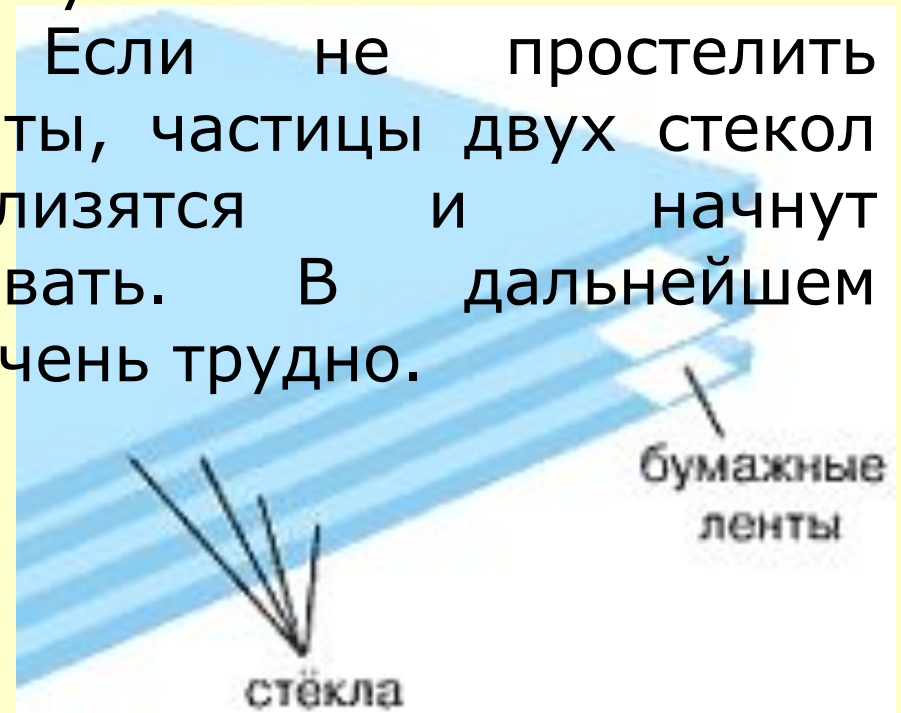 Если не простелить
ты, частицы двух стекол
лизятся и начнут
вать. В дальнейшем
чень трудно.
бумажные
ленты
стёкла